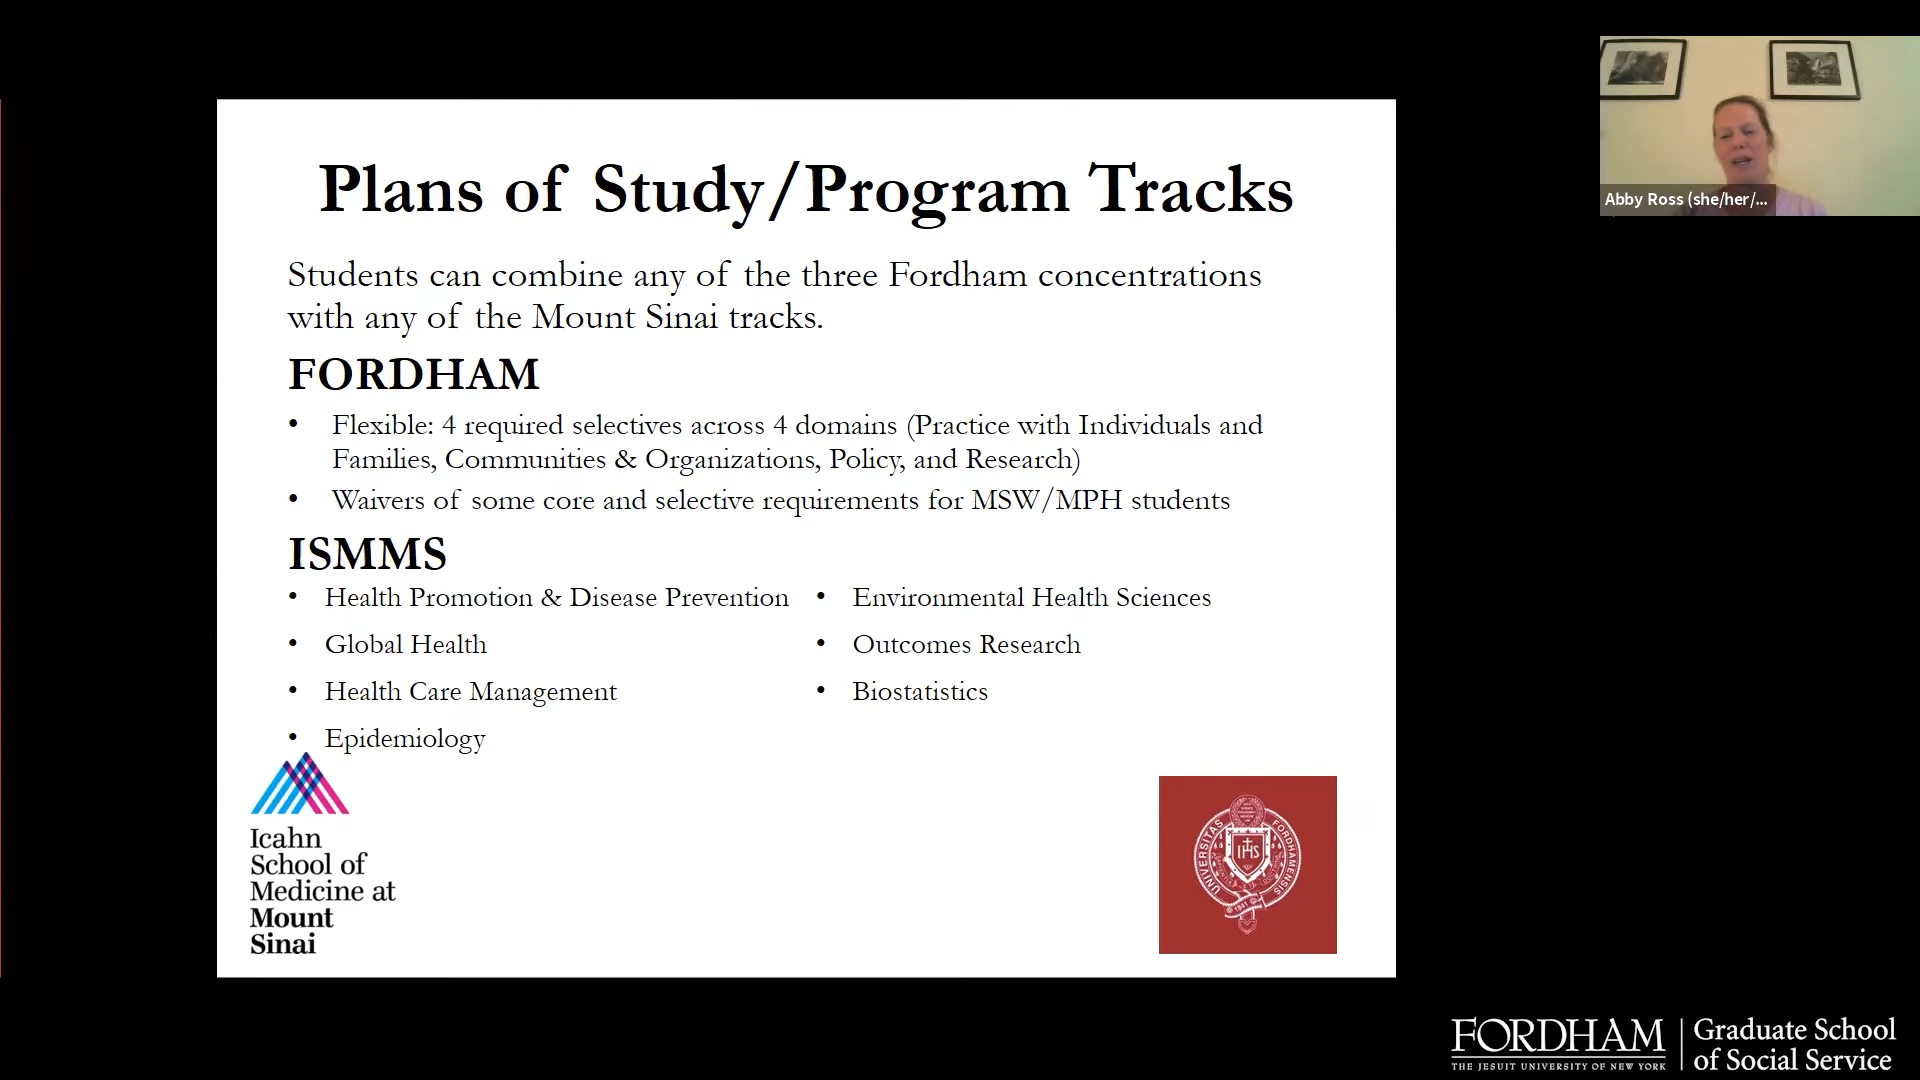 Plans of Study/Program Tracks
Students can combine any of the three Fordham concentrations
with any of the Mount Sinai tracks.
FORDHAM
• Flexible: 4 required selectives across 4 domains (Practice with Individuals and
Families, Communities & Organizations, Policy, and Research)
• Waivers of some core and selective requirements for MSW/MPH students
ISMMS
• Health Promotion & Disease Prevention
• Global Health
• Health Care Management
• Epidemiology
• Environmental Health Sciences
• Outcomes Research
• Biostatistics
Icahn
School of
Medicine at
Mount
Sinai
UNIVERSITAS FORDHAMENSIS
IHS
1841
Abby Ross (she/her/...
FORDHAM
THE JESUIT UNIVERSITY OF NEW YORK
Graduate School
of Social Service